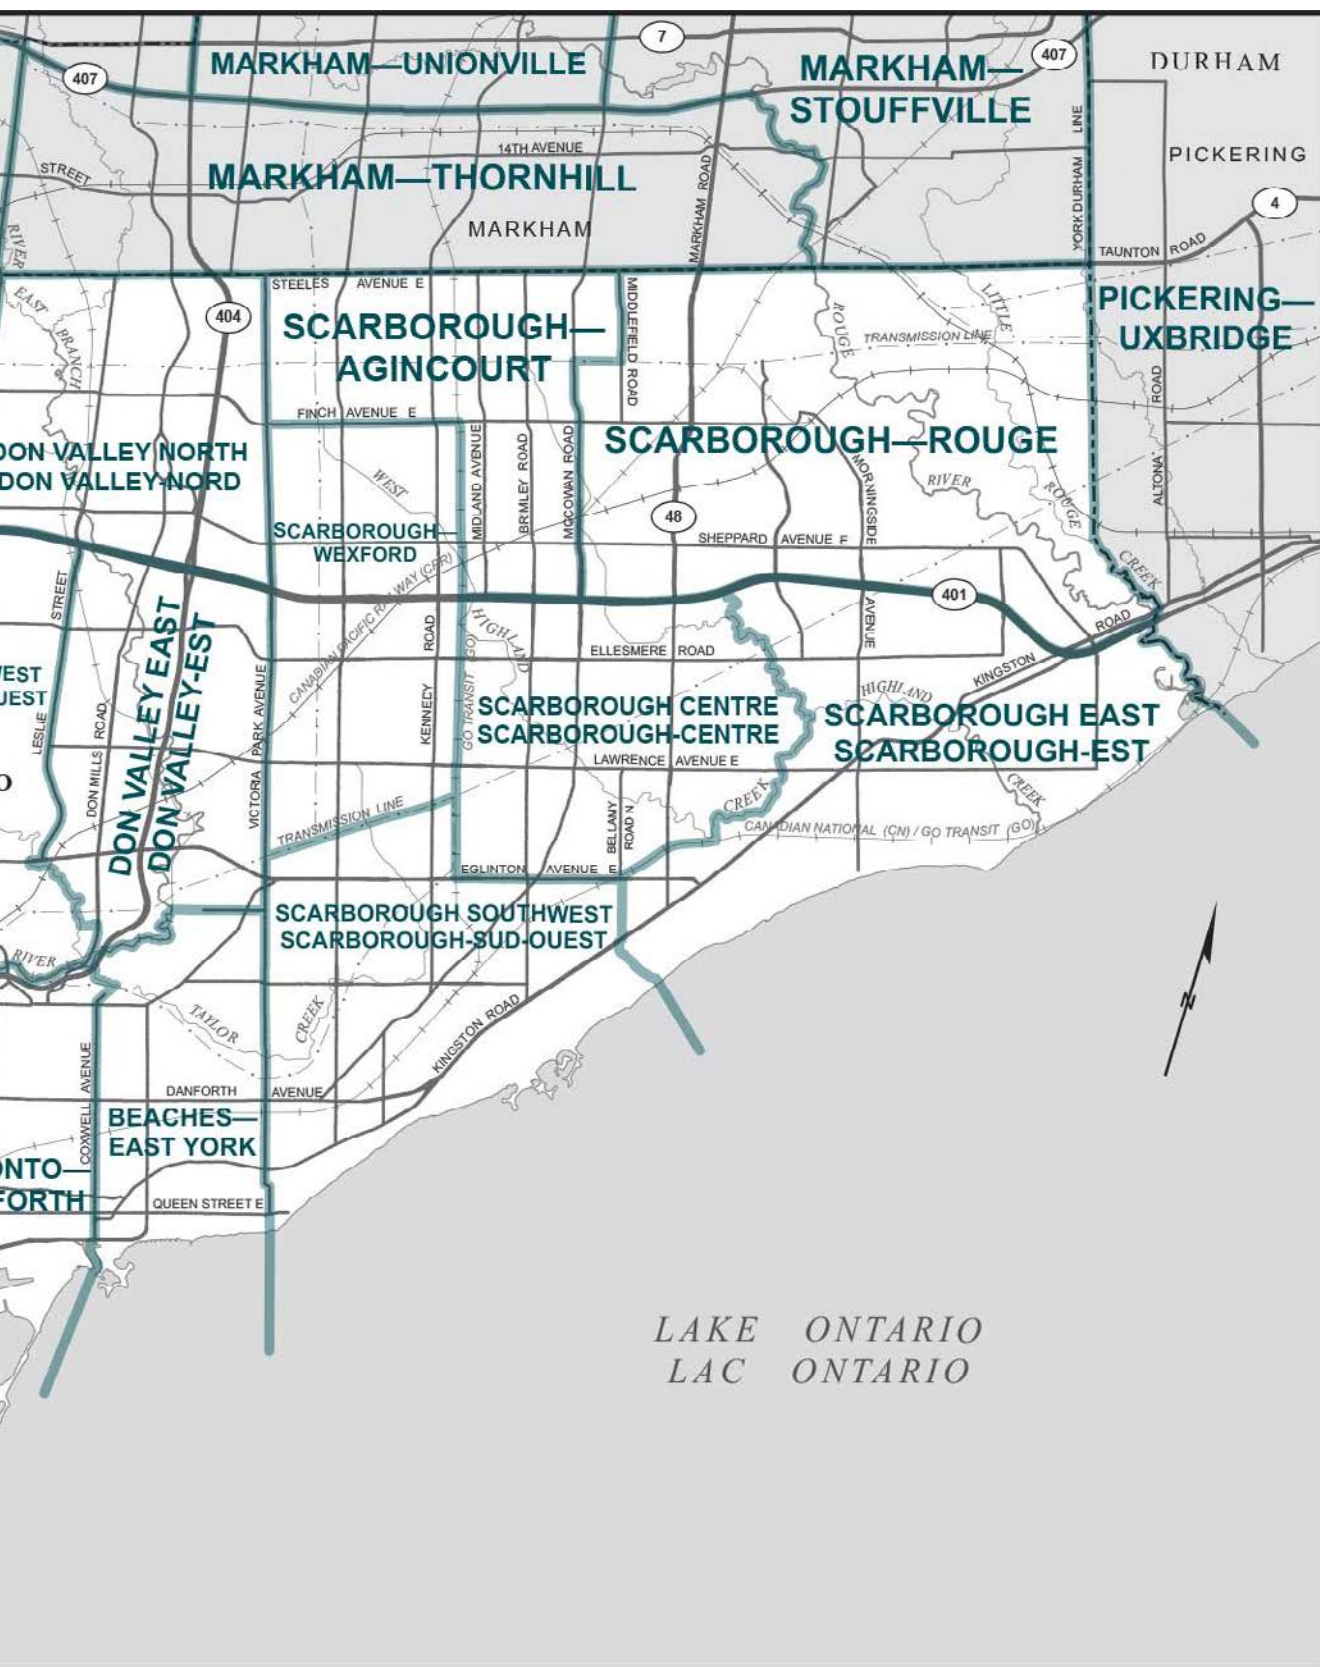 7
407
MARKHAM—UNIONVILLE
MARKHAM—
STOUFFVILLE
407
DURHAM
LINE
14TH AVENUE
PICKERING
STREET
MARKHAM—THORNHILL
MARKHAM ROAD
YORK DURHAM
4
MARKHAM
RIVER
TAUNTON ROAD
STEELES AVENUE E
EAST
BRANCH
404
SCARBOROUGH—
AGINCOURT
MIDDLEFIELD ROAD
ROUGE
TRANSMISSION LINE
LITTLE
PICKERING—
UXBRIDGE
ROAD
FINCH AVENUE E
SCARBOROUGH—ROUGE
DON VALLEY NORTH
DON VALLEY-NORD
WEST
MIDLAND AVENUE
BRMLEY ROAD
MCCOWAN ROAD
MORNINGSIDE
RIVER
ROUGE
ALTONA
48
SCARBOROUGH—
WEXFORD
SHEPPARD AVENUE E
CREEK
CANADIAN PACIFIC RAILWAY (CPR)
401
STREET
ROAD
HIGHLAND
AVENUE
ROAD
ELLESMERE ROAD
KINGSTON
EST
UEST
LESLIE
DON MILLS ROAD
DON VALLEY EAST
DON VALLEY-EST
PARK AVENUE
KENNEDY
GO TRANSIT (GO)
SCARBOROUGH CENTRE
SCARBOROUGH-CENTRE
HIGHLAND
SCARBOROUGH EAST
SCARBOROUGH-EST
O
VICTORIA
LAWRENCE AVENUE E
TRANSMISSION LINE
BELLAMY
ROAD N
CREEK
CREEK
CANADIAN NATIONAL (CN) / GO TRANSIT (GO)
EGLINTON AVENUE E
SCARBOROUGH SOUTHWEST
SCARBOROUGH-SUD-OUEST
RIVER
N
TAYLOR
CREEK
KINGSTON ROAD
COXWELL AVENUE
DANFORTH AVENUE
BEACHES—
EAST YORK
ONTO—
FORTH
QUEEN STREET E
LAKE ONTARIO
LAC ONTARIO